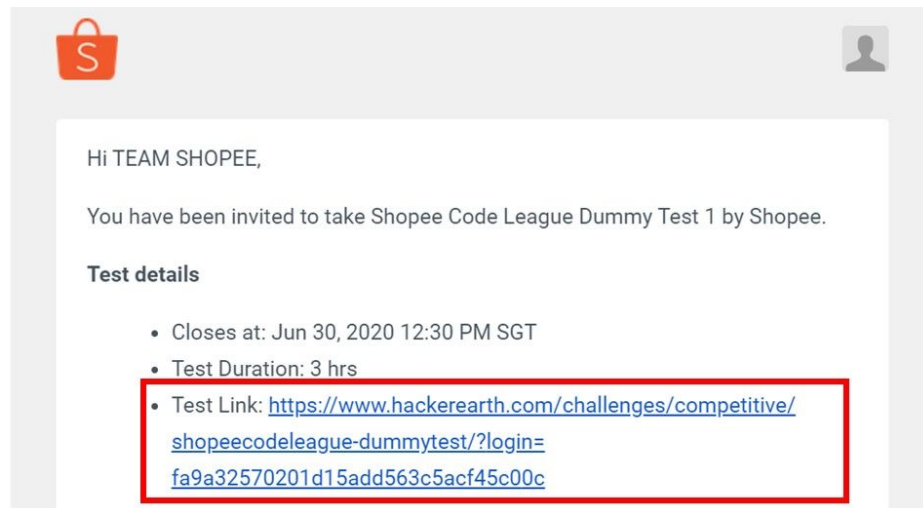 S
Hi TEAM SHOPEE,
You have been invited to take Shopee Code League Dummy Test 1 by Shopee.
Test details
• Closes at: Jun 30, 2020 12:30 PM SGT
• Test Duration: 3 hrs
• Test Link: https://www.hackerearth.com/challenges/competitive/
shopeecodeleague-dummytest/?login=
fa9a32570201d15add563c5acf45c00c